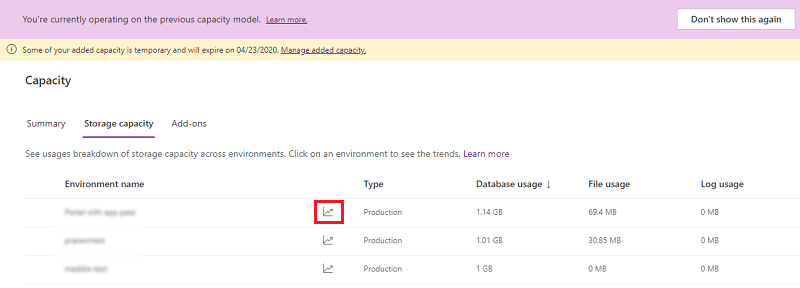 You're currently operating on the previous capacity model. Learn more. Don't show this again
Some of your added capacity is temporary and will expire on 04/23/2020. Manage added capacity.
Capacity
Summary Storage capacity Add-ons
See usages breakdown of storage capacity across environments. Click on an environment to see the trends. Learn more
Environment name Type Database usage ↓ File usage Log usage
Production 1.14 GB 69.4 MB 0 MB
Production 1.01 GB 30.85 MB 0 MB
Production 1 GB 0 MB 0 MB